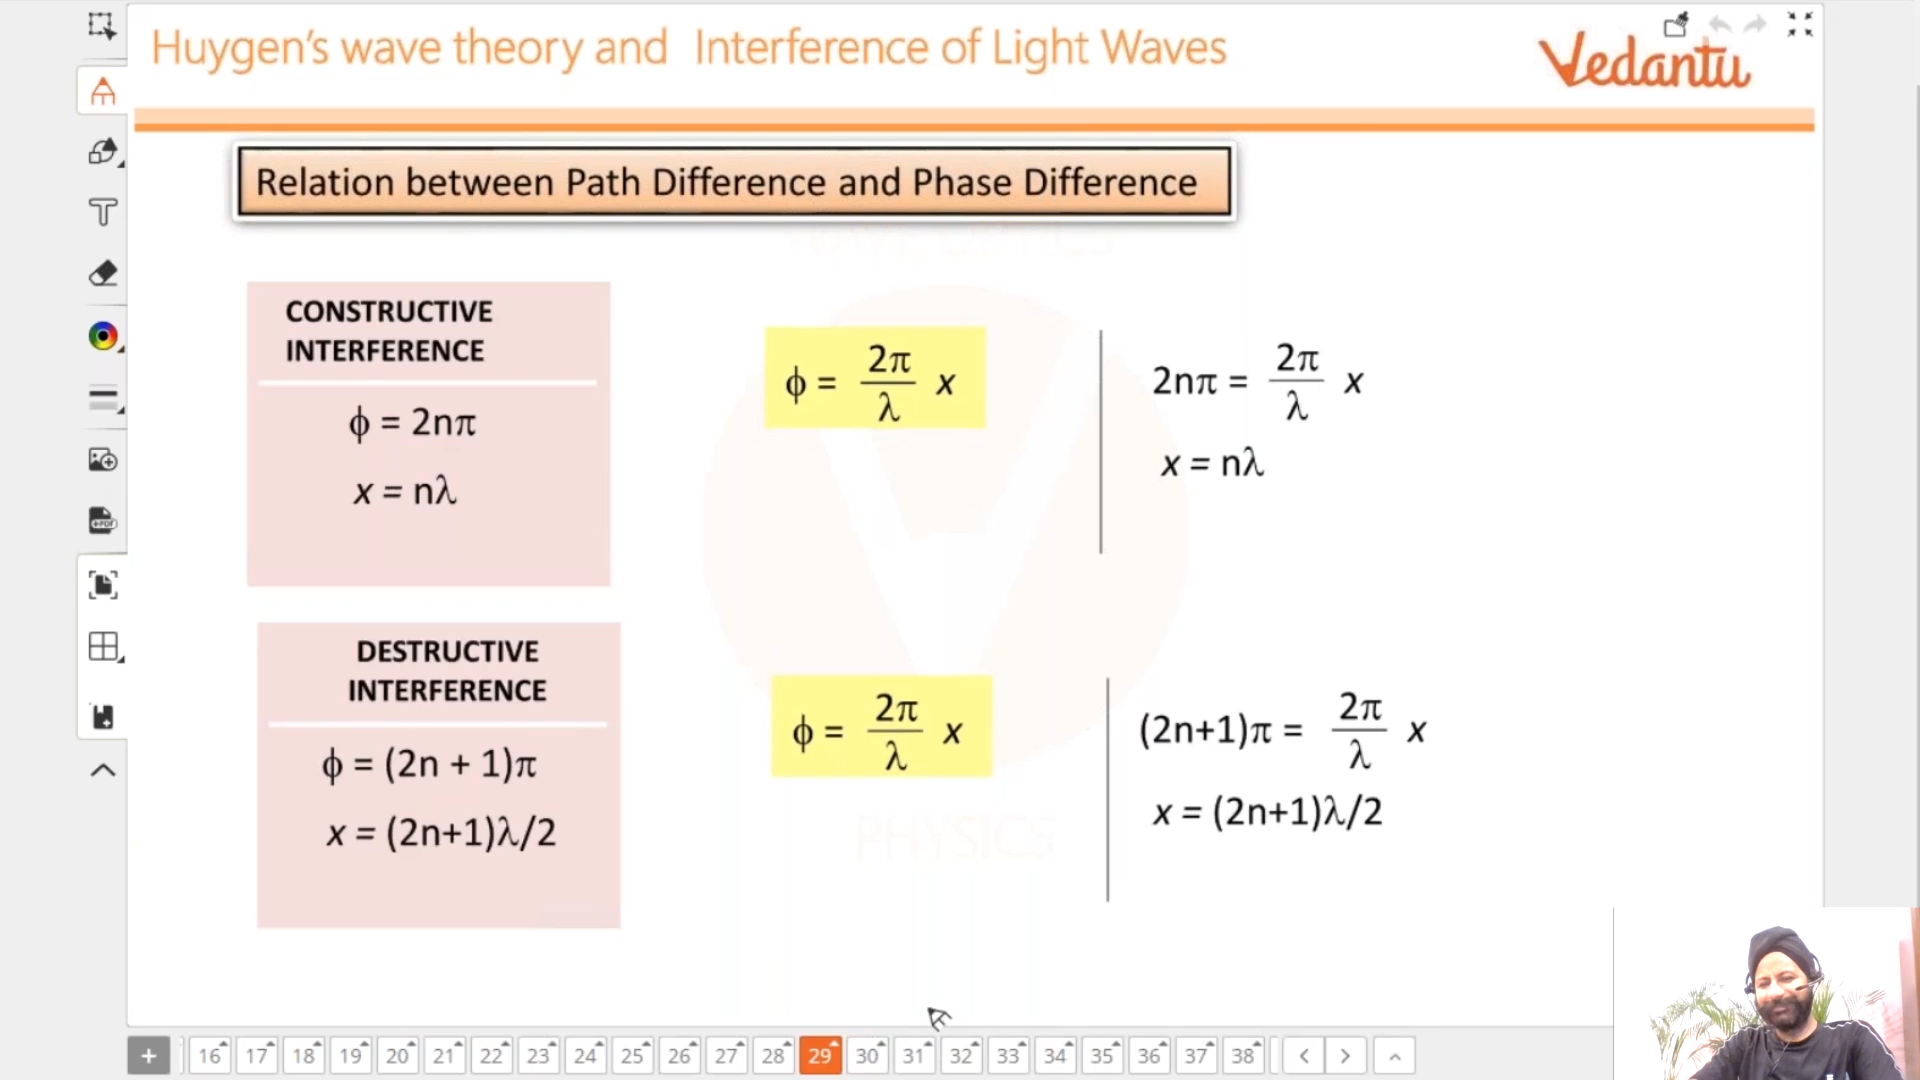 Huygen's wave theory and Interference of Light Waves
Vedantu
Relation between Path Difference and Phase Difference
WAVE OPTICS
CONSTRUCTIVE
INTERFERENCE
ϕ = 2nπ
x = nλ
ϕ = 2π/λ x
2nπ = 2π/λ x
x = nλ
DESTRUCTIVE
INTERFERENCE
ϕ = (2n + 1)π
x = (2n+1)λ/2
ϕ = 2π/λ x
(2n+1)π = 2π/λ x
x = (2n+1)λ/2
PHYSICS
+ 16 17 18 19 20 21 22 23 24 25 26 27 28 29 30 31 32 33 34 35 36 37 38 < >